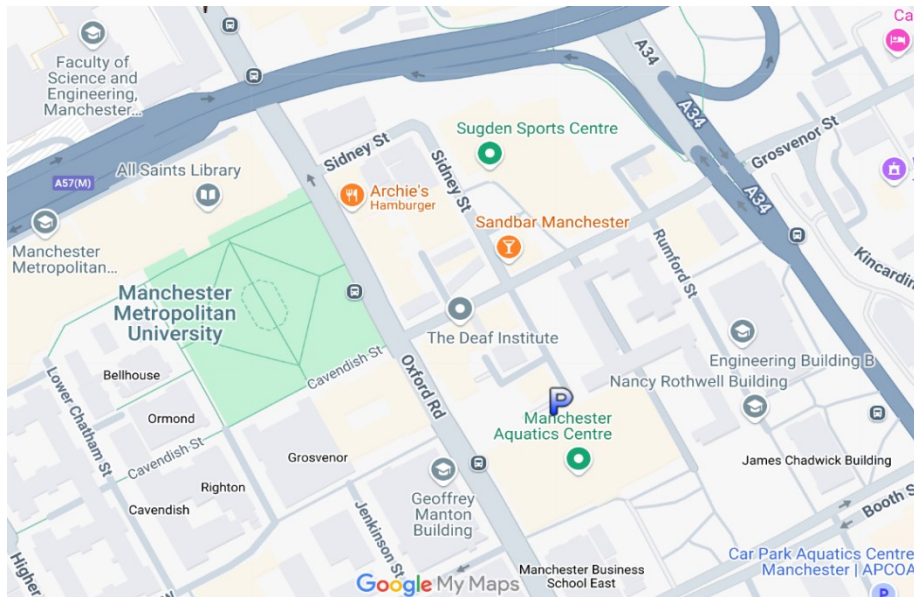 Faculty of
Science and
Engineering,
Manchester...
A34
A34
A34
Grosvenor St
Sugden Sports Centre
Sidney St
Sidney St
All Saints Library
A57(M)
Archie's
Hamburger
Sandbar Manchester
Manchester
Metropolitan...
Rumford St
Manchester
Metropolitan
University
The Deaf Institute
Engineering Building B
Nancy Rothwell Building
Cavendish St
Oxford Rd
Bellhouse
Lower Chatham St
Ormond
P
Manchester
Aquatics Centre
Cavendish St
Grosvenor
James Chadwick Building
Righton
Geoffrey
Manton
Building
Cavendish
Jenkinson St
Booth S
Higher
Manchester Business
School East
Car Park Aquatics Centre
Manchester | APCOA
P
Google My Maps